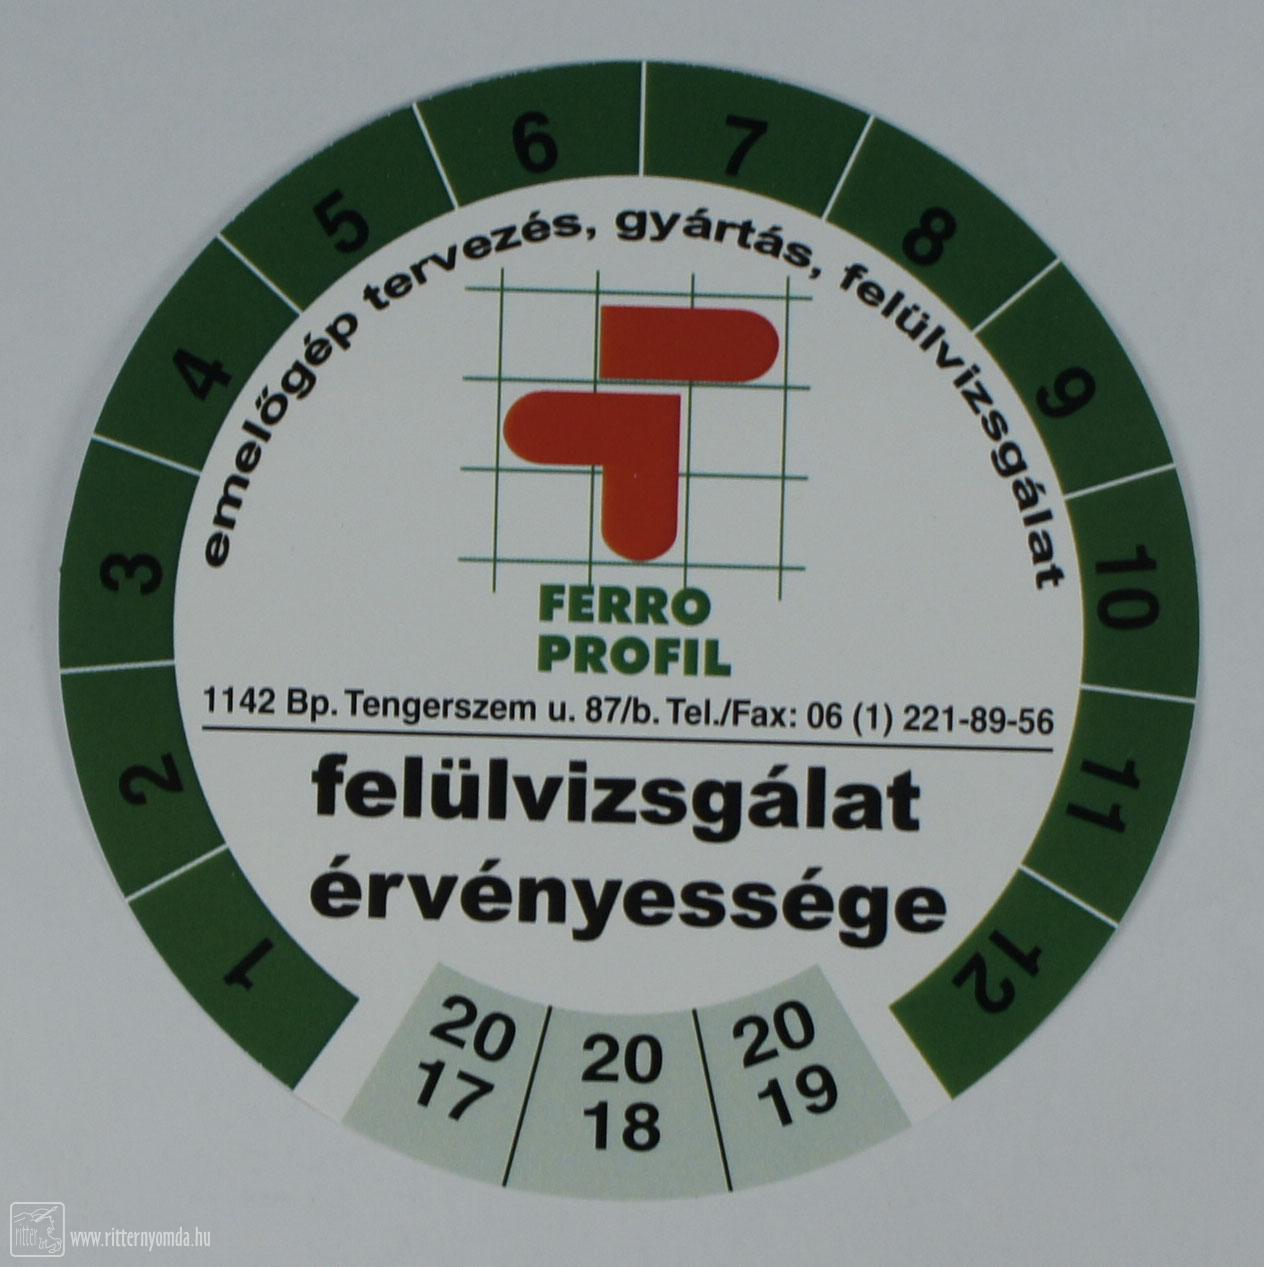 1 2 3 4 5 6 7 8 9 10 11 12
emelőgép tervezés, gyártás, felülvizsgálat
FERRO
PROFIL
1142 Bp. Tengerszem u. 87/b. Tel./Fax: 06 (1) 221-89-56
felülvizsgálat
érvényessége
20 20 20
17 18 19
www.ritternyomda.hu